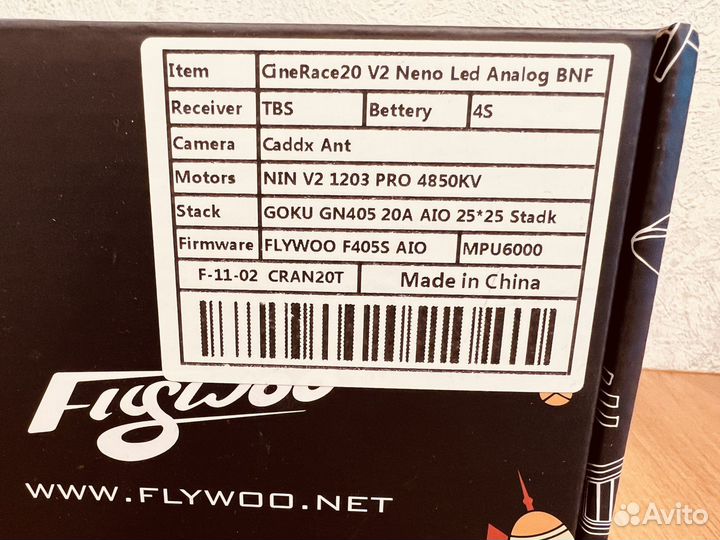 Item CineRace20 V2 Neno Led Analog BNF
Receiver TBS Bettery 4S
Camera Caddx Ant
Motors NIN V2 1203 PRO 4850KV
Stack GOKU GN405 20A AIO 25*25 Stadk
Firmware FLYWOO F405S AIO MPU6000
F-11-02 CRAN20T Made in China
Flywoo
WWW.FLYWOO.NET
Avito